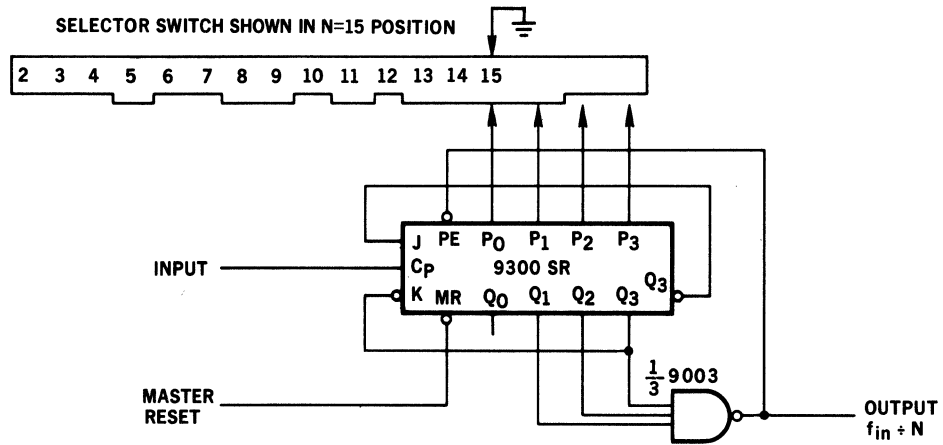 SELECTOR SWITCH SHOWN IN N=15 POSITION
2 3 4 5 6 7 8 9 10 11 12 13 14 15
J PE P0 P1 P2 P3
INPUT CP 9300 SR Q3
K MR Q0 Q1 Q2 Q3
1/3 9003
MASTER
RESET
OUTPUT
fin ÷ N